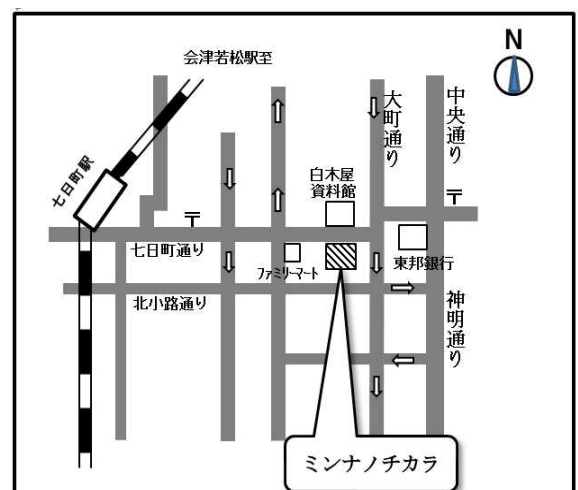 会津若松駅至
N
大町通り
中央通り
七日町駅
白木屋
資料館
〒
〒
七日町通り
ファミリーマート
東邦銀行
北小路通り
神明通り
ミンナノチカラ